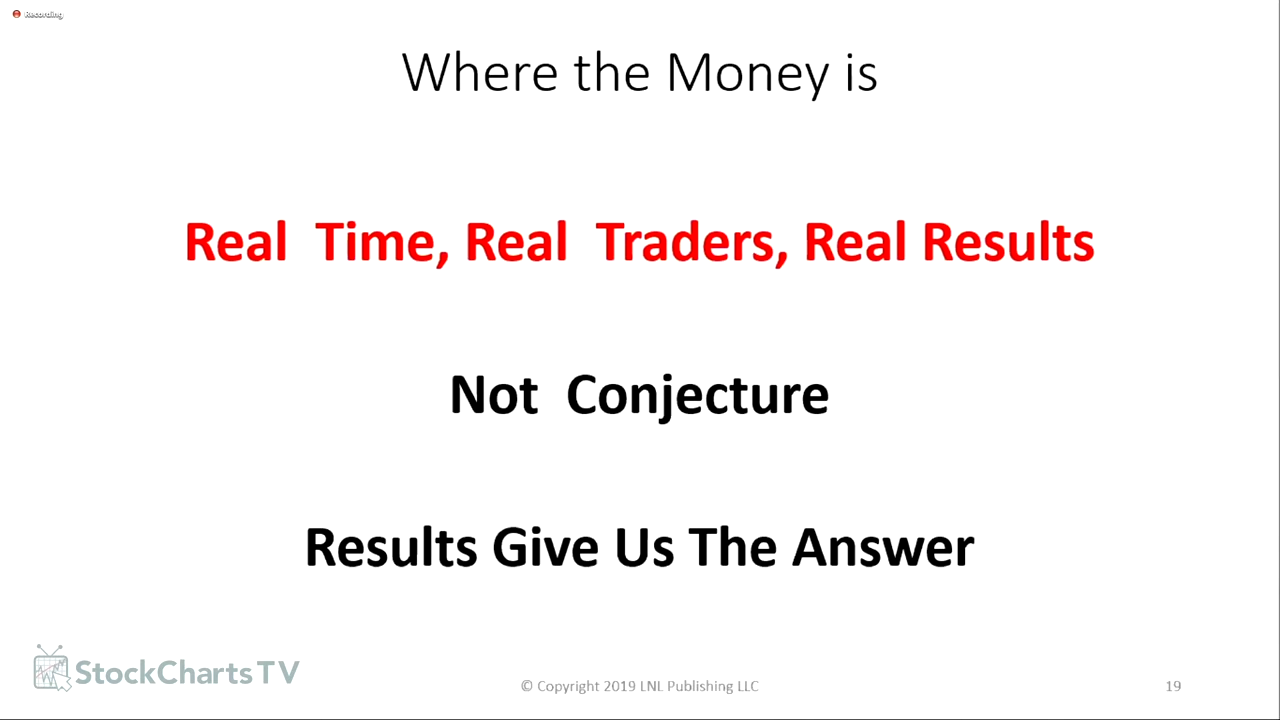 Recording
Where the Money is
Real Time, Real Traders, Real Results
Not Conjecture
Results Give Us The Answer
StockCharts TV
© Copyright 2019 LNL Publishing LLC
19